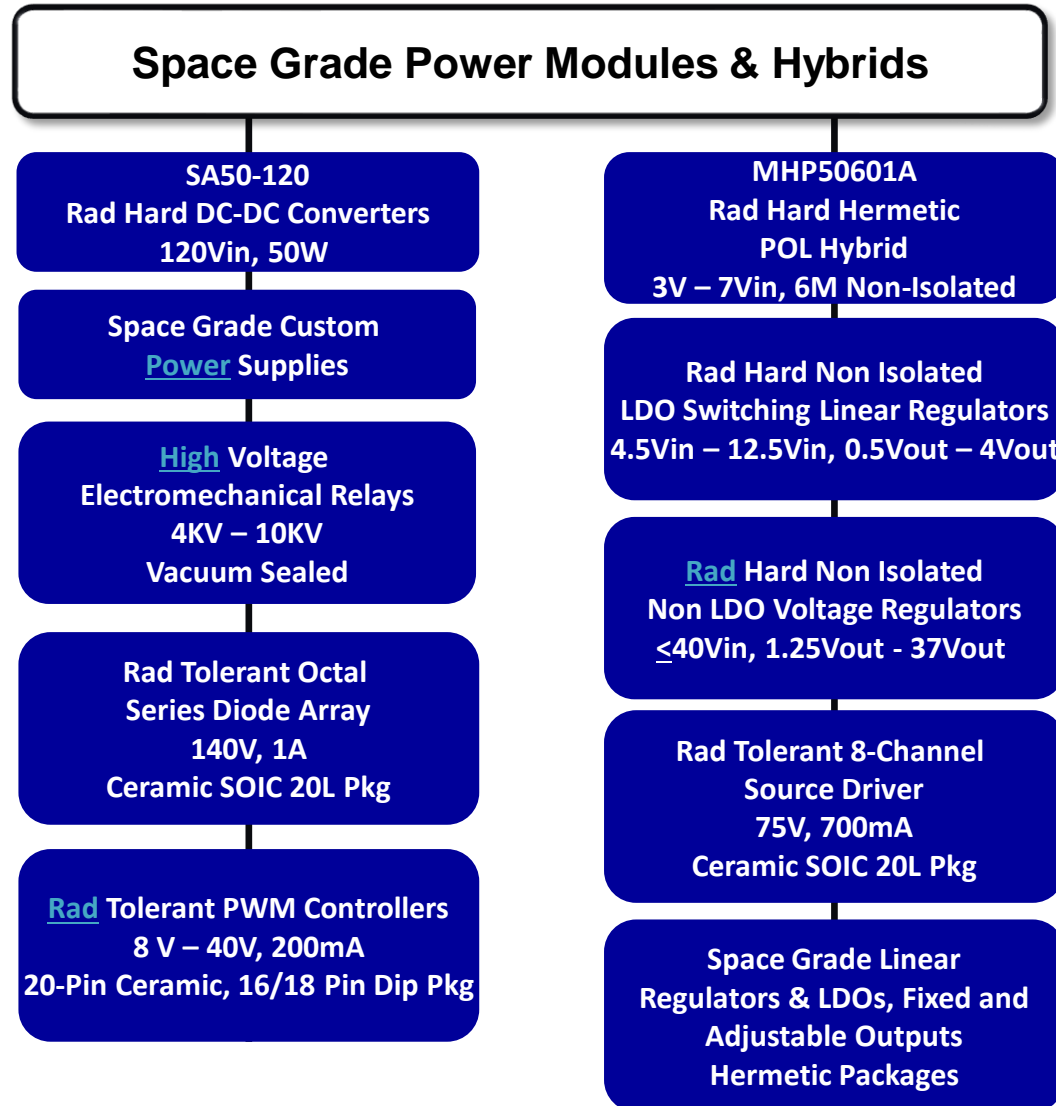 Space Grade Power Modules & Hybrids
SA50-120
Rad Hard DC-DC Converters
120Vin, 50W
Space Grade Custom
Power Supplies
High Voltage
Electromechanical Relays
4KV – 10KV
Vacuum Sealed
Rad Tolerant Octal
Series Diode Array
140V, 1A
Ceramic SOIC 20L Pkg
Rad Tolerant PWM Controllers
8 V – 40V, 200mA
20-Pin Ceramic, 16/18 Pin Dip Pkg
MHP50601A
Rad Hard Hermetic
POL Hybrid
3V – 7Vin, 6M Non-Isolated
Rad Hard Non Isolated
LDO Switching Linear Regulators
4.5Vin – 12.5Vin, 0.5Vout – 4Vout
Rad Hard Non Isolated
Non LDO Voltage Regulators
<40Vin, 1.25Vout - 37Vout
Rad Tolerant 8-Channel
Source Driver
75V, 700mA
Ceramic SOIC 20L Pkg
Space Grade Linear
Regulators & LDOs, Fixed and
Adjustable Outputs
Hermetic Packages